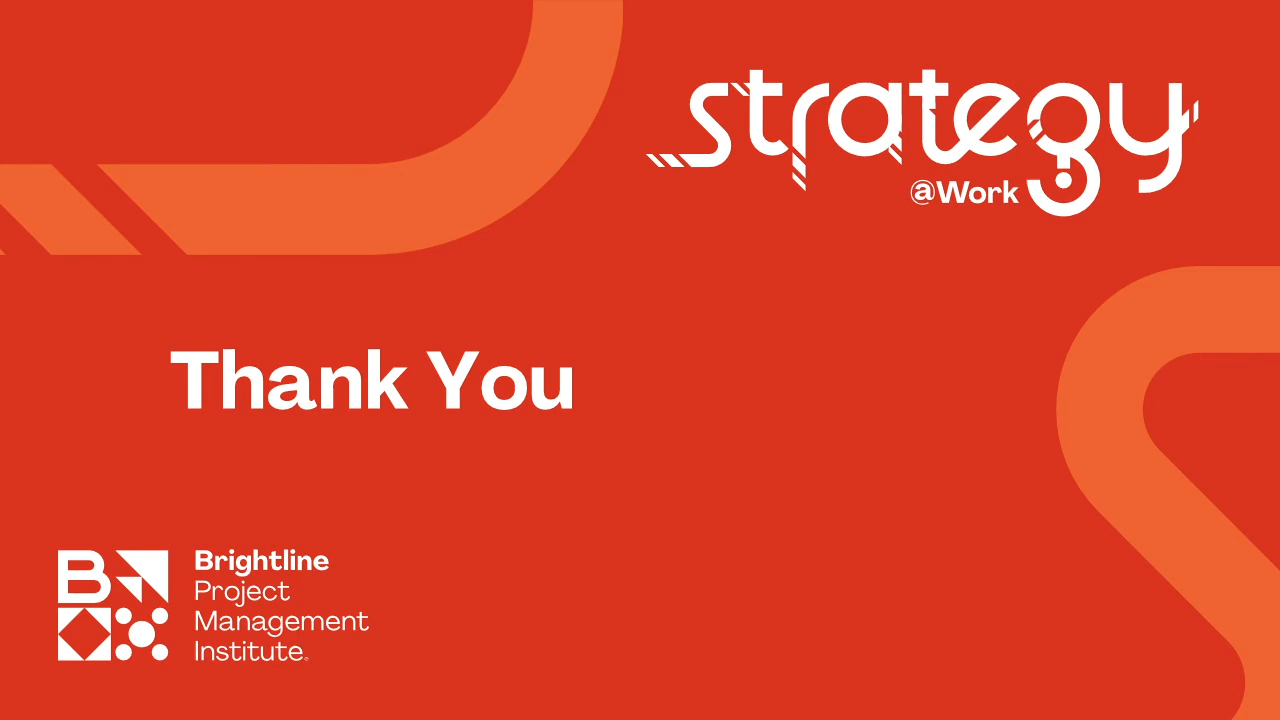 strategy
@Work
Thank You
Brightline
Project
Management
Institute.